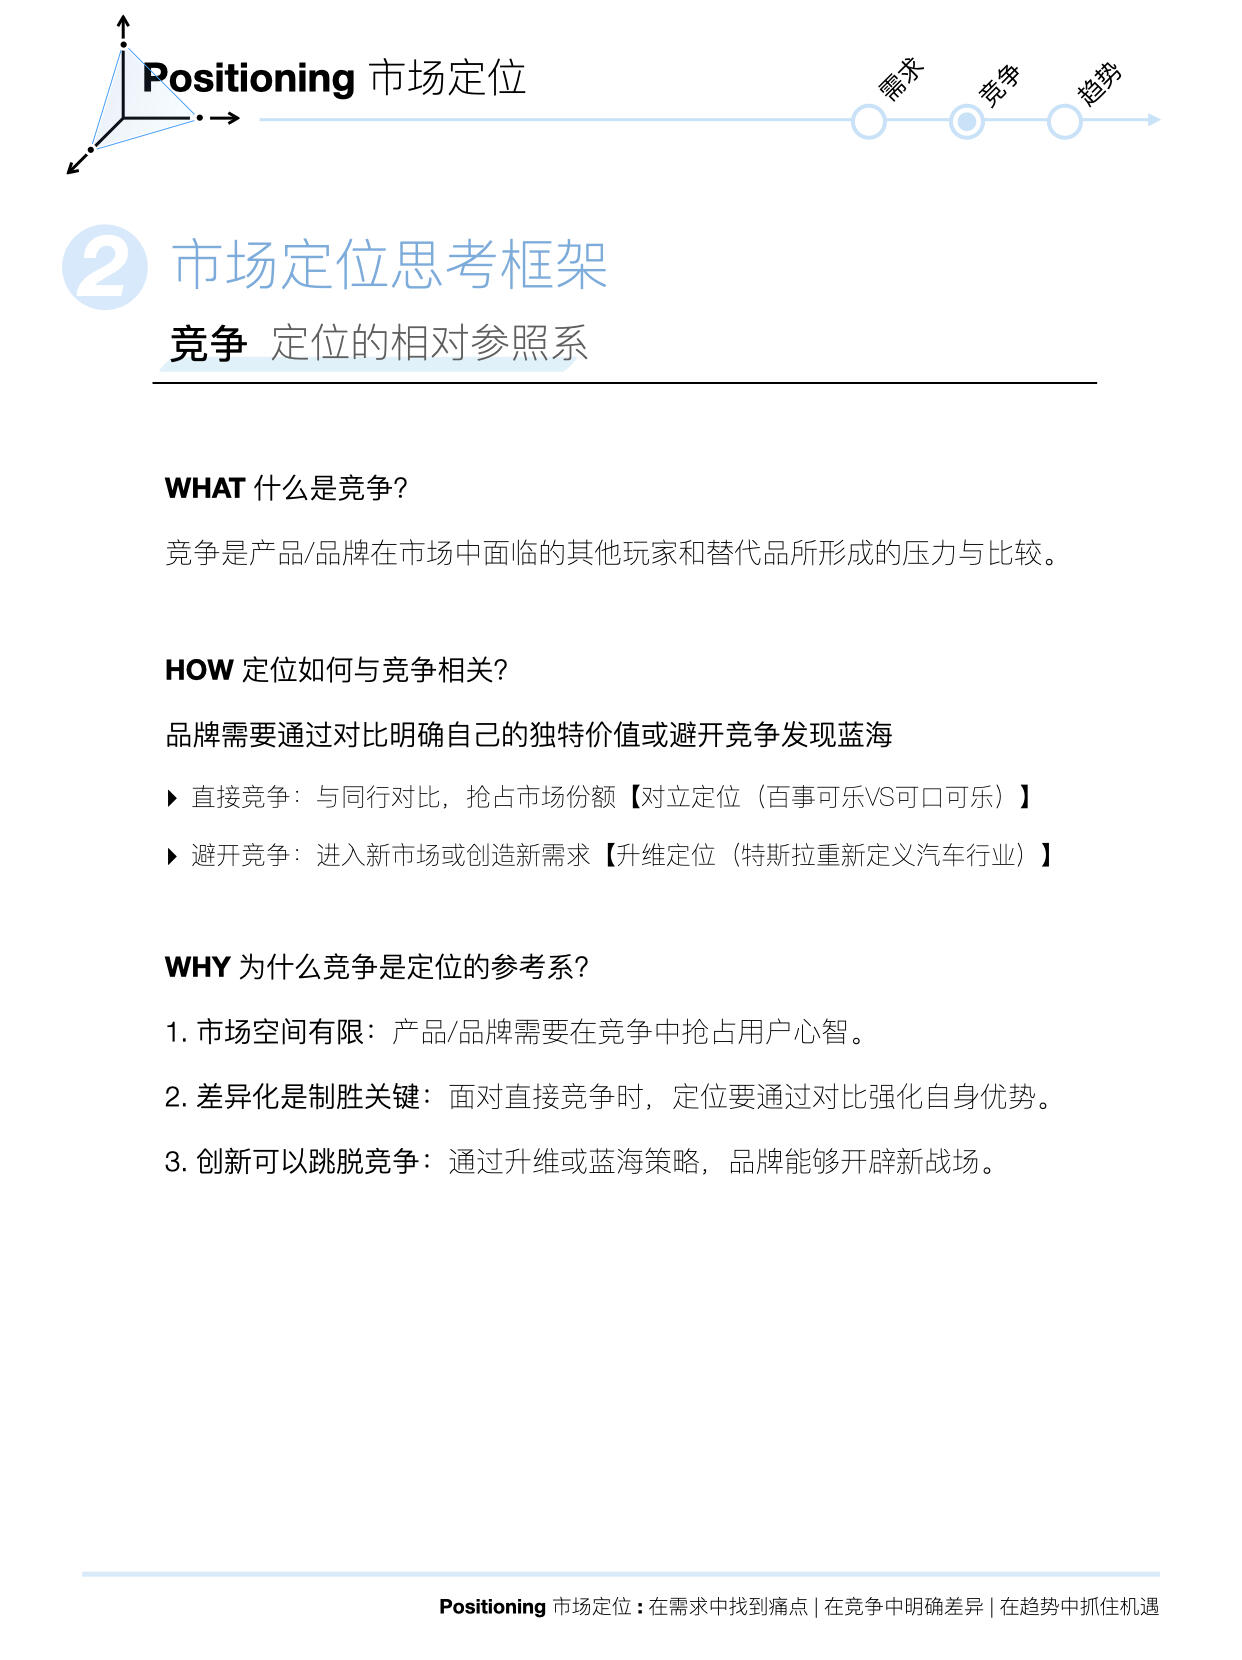 Positioning 市场定位
需求
竞争
趋势
2 市场定位思考框架
竞争 定位的相对参照系
WHAT 什么是竞争?
竞争是产品/品牌在市场中面临的其他玩家和替代品所形成的压力与比较。
HOW 定位如何与竞争相关?
品牌需要通过对比明确自己的独特价值或避开竞争发现蓝海
直接竞争：与同行对比，抢占市场份额【对立定位（百事可乐VS可口可乐）】
避开竞争：进入新市场或创造新需求【升维定位（特斯拉重新定义汽车行业）】
WHY 为什么竞争是定位的参考系?
1. 市场空间有限：产品/品牌需要在竞争中抢占用户心智。
2. 差异化是制胜关键：面对直接竞争时，定位要通过对比强化自身优势。
3. 创新可以跳脱竞争：通过升维或蓝海策略，品牌能够开辟新战场。
Positioning 市场定位 : 在需求中找到痛点 | 在竞争中明确差异 | 在趋势中抓住机遇